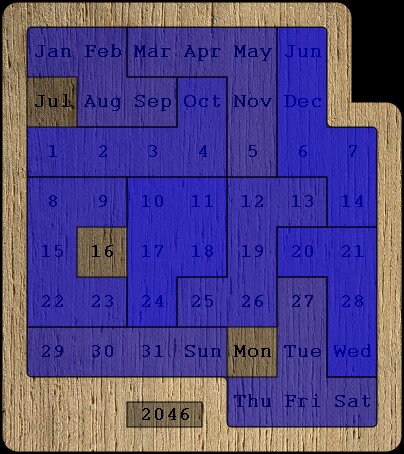 Jan Feb Mar Apr May Jun
Jul Aug Sep Oct Nov Dec
1 2 3 4 5 6 7
8 9 10 11 12 13 14
15 16 17 18 19 20 21
22 23 24 25 26 27 28
29 30 31 Sun Mon Tue Wed
Thu Fri Sat
2046